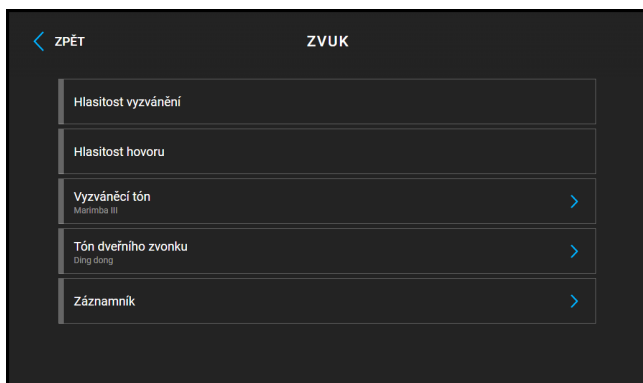 ZPĚT
ZVUK
Hlasitost vyzvánění
Hlasitost hovoru
Vyzváněcí tón
Marimba III
Tón dveřního zvonku
Ding dong
Záznamník